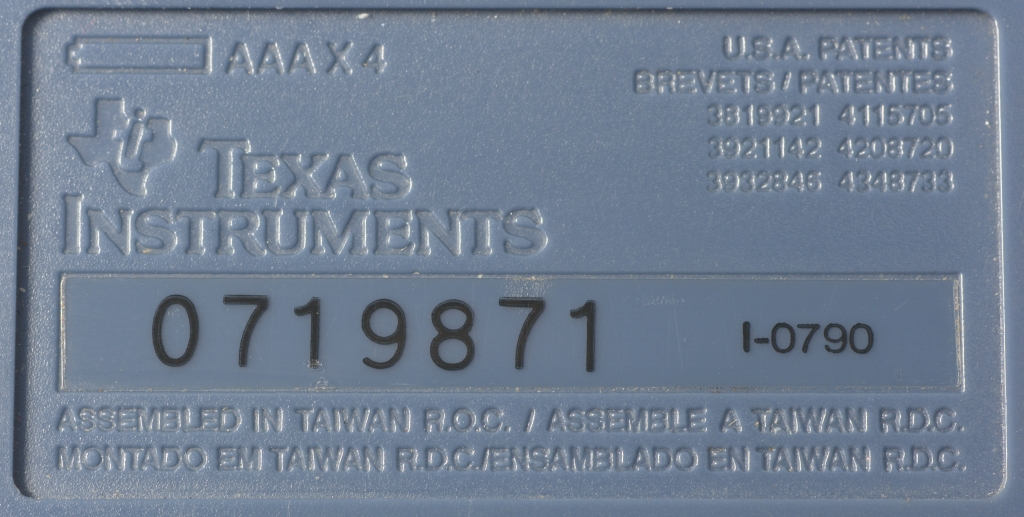 AAA X 4
U.S.A. PATENTS
BREVETS / PATENTES
3819921 4115705
3921142 4208720
3932846 4348733
TEXAS
INSTRUMENTS
0719871 I-0790
ASSEMBLED IN TAIWAN R.O.C. / ASSEMBLE A TAIWAN R.D.C.
MONTADO EM TAIWAN R.D.C./ENSAMBLADO EN TAIWAN R.D.C.